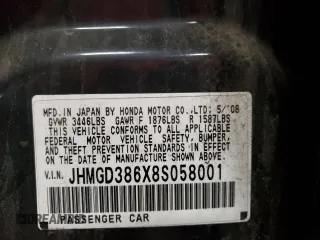 MFD. IN JAPAN BY HONDA MOTOR CO.,LTD: 5/08
GVWR 3446LBS GAWR F 1876LBS R 1587LBS
THIS VEHICLE CONFORMS TO ALL APPLICABLE
FEDERAL MOTOR VEHICLE SAFETY, BUMPER,
AND THEFT PREVENTION STANDARDS IN EFFECT
ON THE DATE OF MANUFACTURE SHOWN ABOVE.
V.I.N. JHMGD386X8S058001
PASSENGER CAR